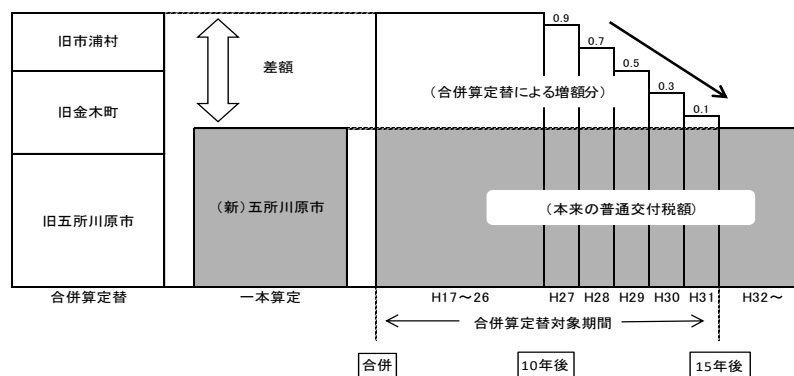 旧市浦村
旧金木町
旧五所川原市
合併算定替
差額
(新)五所川原市
一本算定
0.9
0.7
0.5
0.3
0.1
(合併算定替による増額分)
(本来の普通交付税額)
H17~26
H27
H28
H29
H30
H31
H32~
合併算定替対象期間
合併
10年後
15年後